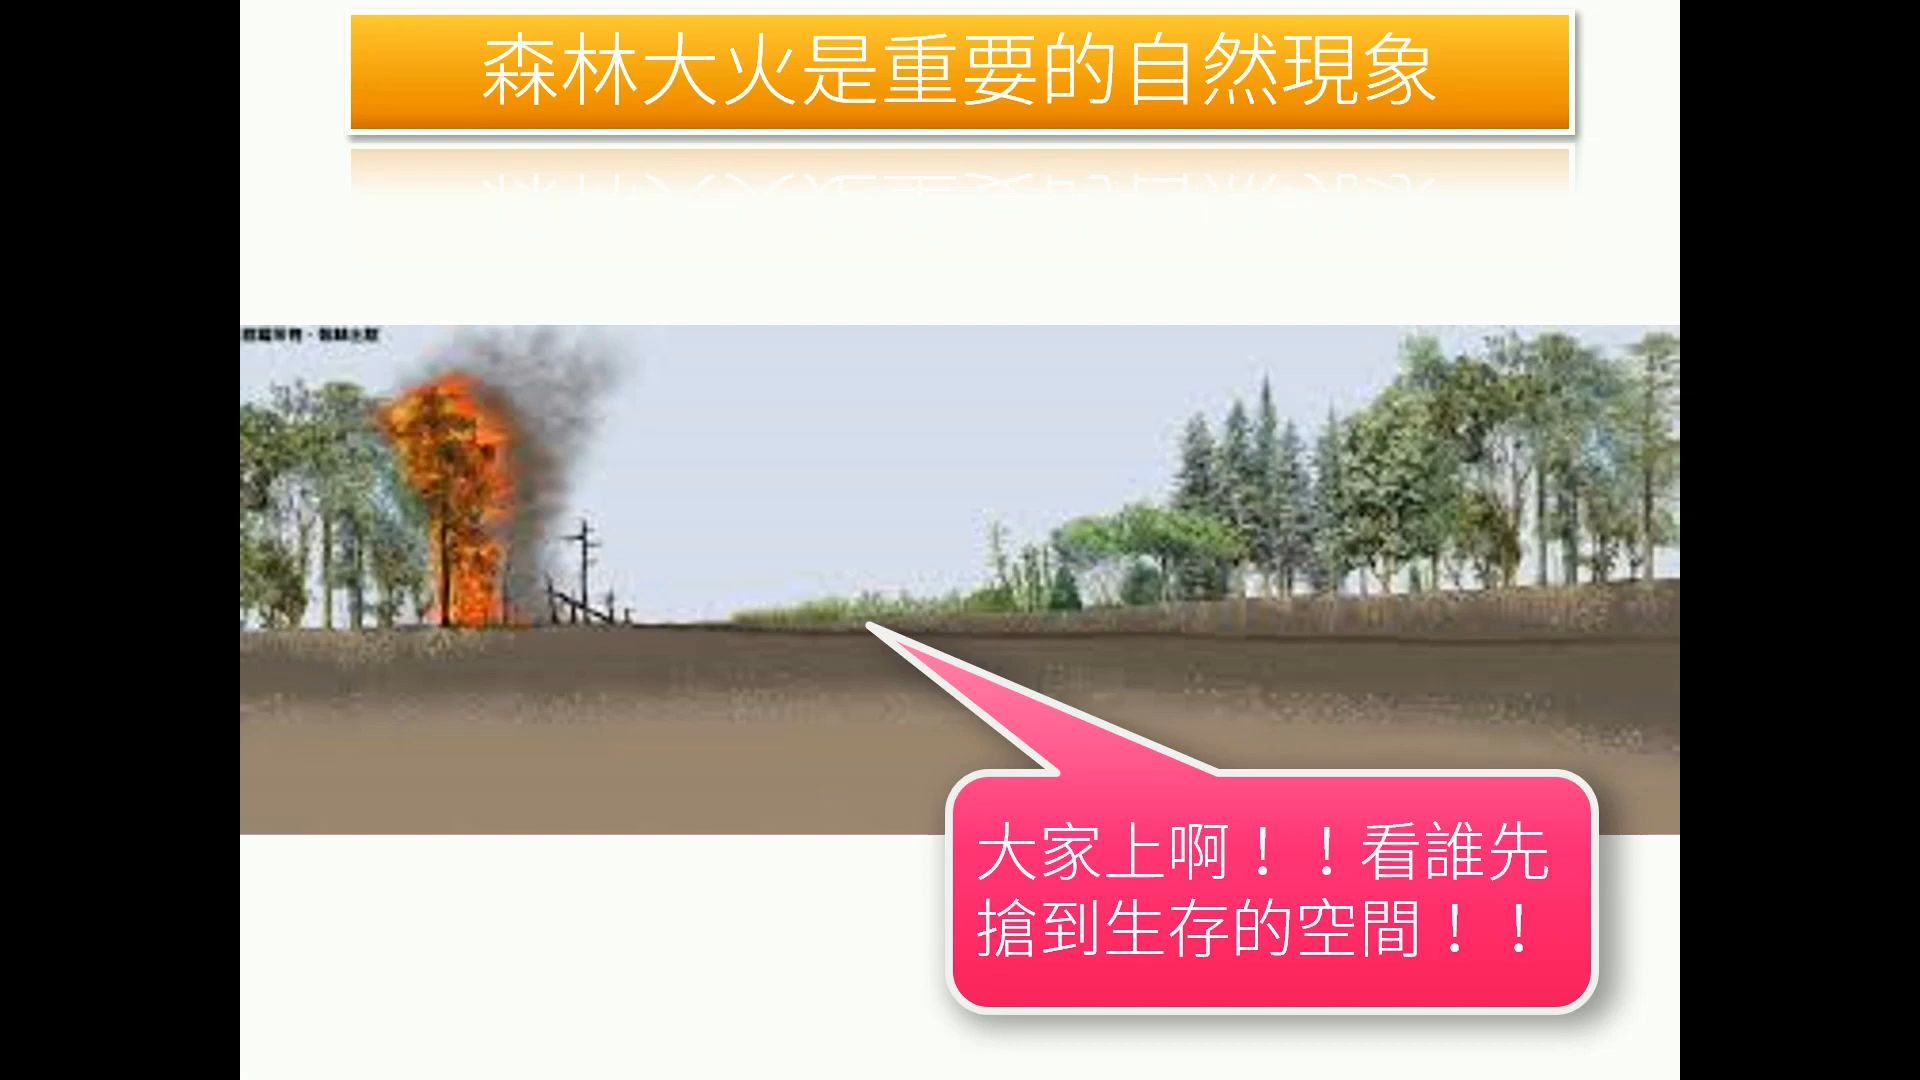 森林大火是重要的自然現象
大家上啊！！看誰先
搶到生存的空間！！